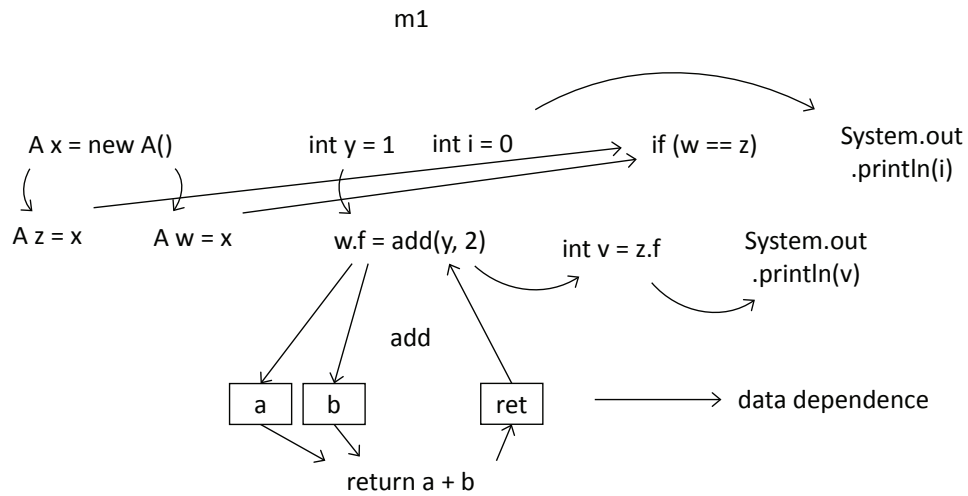 m1
A x = new A()
int y = 1
int i = 0
if (w == z)
System.out
.println(i)
A z = x
A w = x
w.f = add(y, 2)
int v = z.f
System.out
.println(v)
add
a
b
ret
data dependence
return a + b